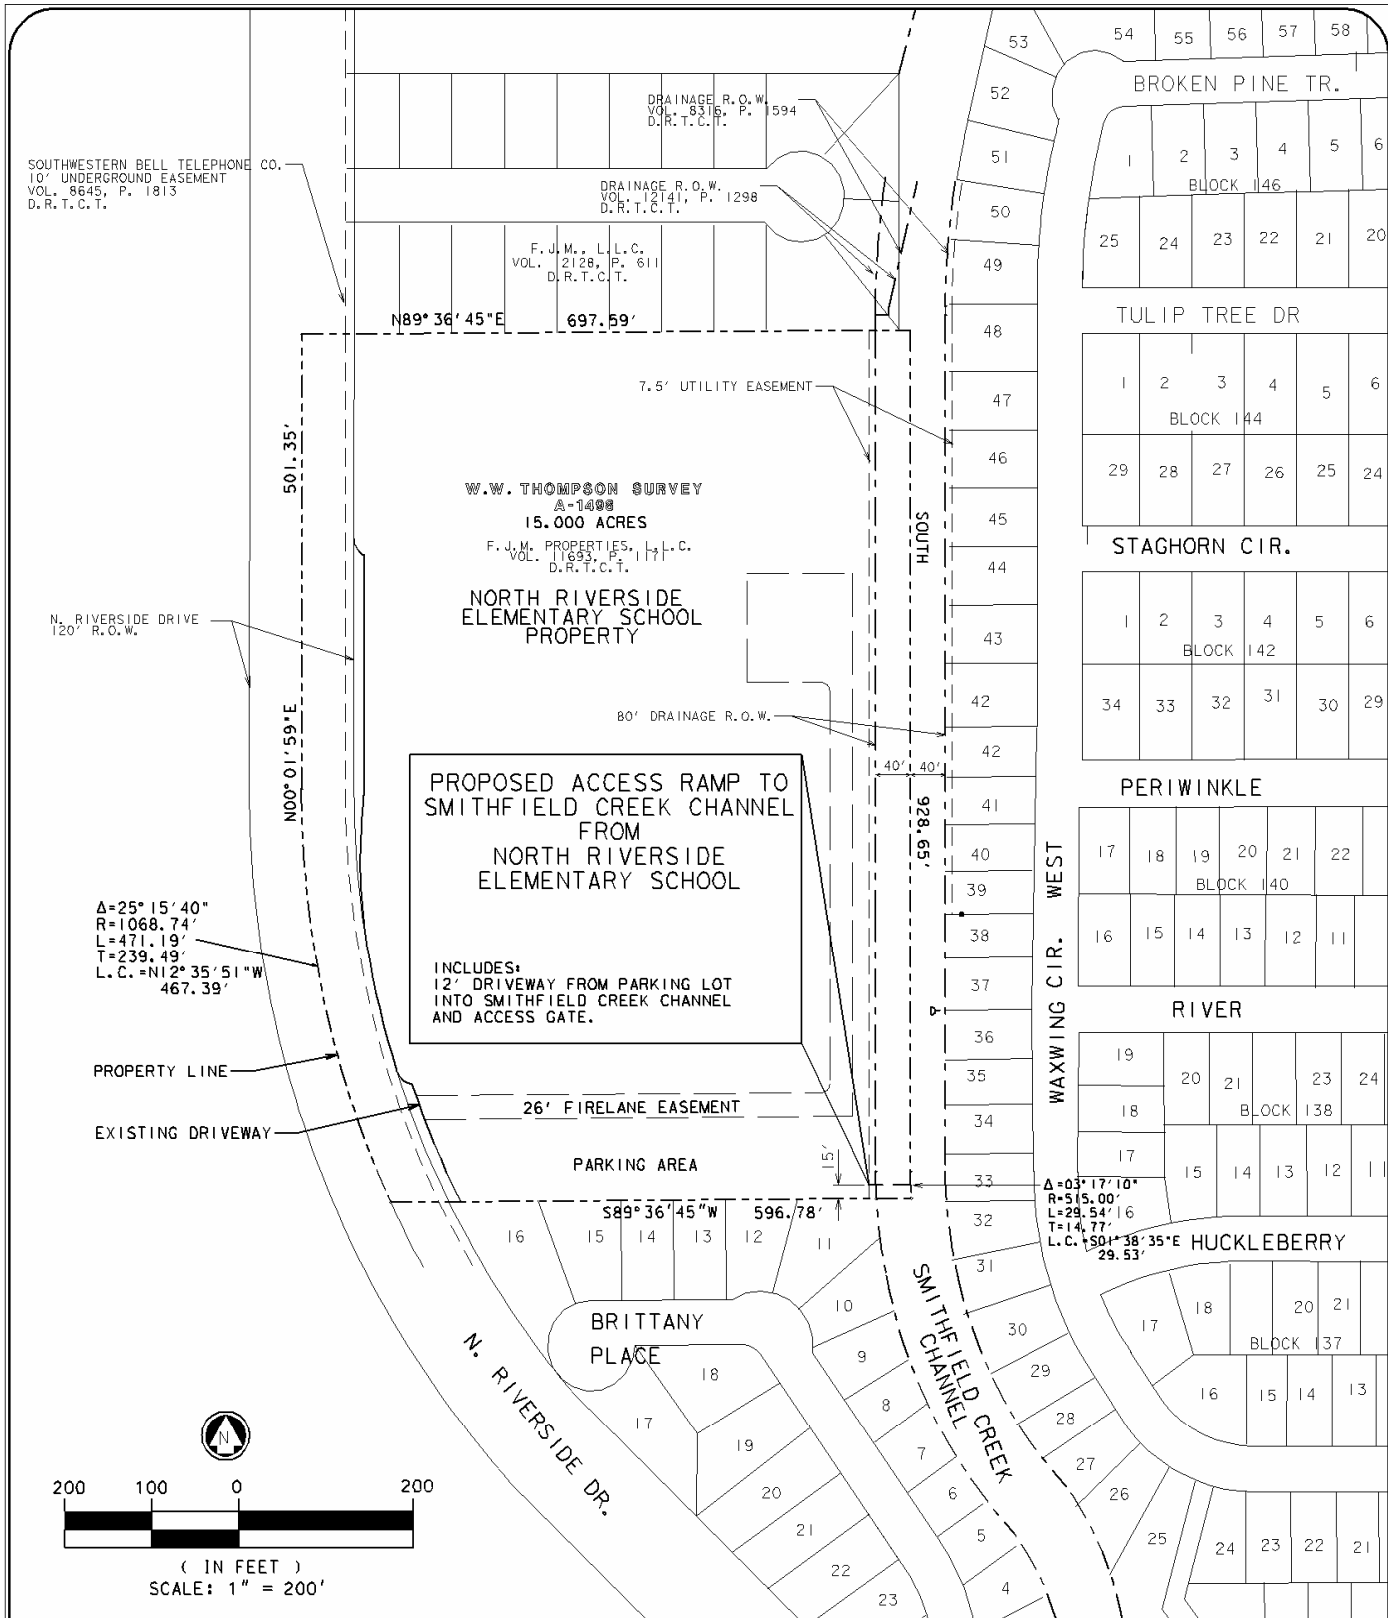 53
54
55
56
57
58
BROKEN PINE TR.
52
51
50
49
48
47
46
45
44
43
42
42
41
40
39
38
37
36
35
34
33
32
31
30
29
28
27
26
25
DRAINAGE R.O.W.
VOL. 8316, P. 1594
D.R.T.C.T.
SOUTHWESTERN BELL TELEPHONE CO.
10' UNDERGROUND EASEMENT
VOL. 8645, P. 1813
D.R.T.C.T.
DRAINAGE R.O.W.
VOL. 12141, P. 1298
D.R.T.C.T.
F.J.M., L.L.C.
VOL. 12128, P. 611
D.R.T.C.T.
N89°36'45"E 697.59'
7.5' UTILITY EASEMENT
501.35'
N00°01'59"E
W.W. THOMPSON SURVEY
A-1498
15.000 ACRES
F.J.M. PROPERTIES, L.L.C.
VOL. 11693, P. 1171
D.R.T.C.T.
NORTH RIVERSIDE
ELEMENTARY SCHOOL
PROPERTY
SOUTH
928.65'
N. RIVERSIDE DRIVE
120' R.O.W.
80' DRAINAGE R.O.W.
40' 40'
PROPOSED ACCESS RAMP TO
SMITHFIELD CREEK CHANNEL
FROM
NORTH RIVERSIDE
ELEMENTARY SCHOOL
INCLUDES:
12' DRIVEWAY FROM PARKING LOT
INTO SMITHFIELD CREEK CHANNEL
AND ACCESS GATE.
Δ=25°15'40"
R=1068.74'
L=471.19'
T=239.49'
L.C.=N12°35'51"W
467.39'
PROPERTY LINE
EXISTING DRIVEWAY
26' FIRELANE EASEMENT
PARKING AREA
15'
S89°36'45"W 596.78'
Δ=03°17'10"
R=515.00'
L=29.54'
T=14.77'
L.C.=S01°38'35"E
29.53'
1 2 3 4 5 6
BLOCK 146
25 24 23 22 21 20
TULIP TREE DR
1 2 3 4 5 6
BLOCK 144
29 28 27 26 25 24
STAGHORN CIR.
1 2 3 4 5 6
BLOCK 142
34 33 32 31 30 29
PERIWINKLE
17 18 19 20 21 22
BLOCK 140
16 15 14 13 12 11
WAXWING CIR. WEST
RIVER
19 20 21 23 24
18
BLOCK 138
17 15 14 13 12 11
16
HUCKLEBERRY
17 18 20 21
BLOCK 137
16 15 14 13
24 23 22 21
16 15 14 13 12 11
10
9
8
7
6
5
4
BRITTANY
PLACE
18
17
19
20
21
22
23
SMITHFIELD CREEK
CHANNEL
N. RIVERSIDE DR.
N
200 100 0 200
( IN FEET )
SCALE: 1" = 200'